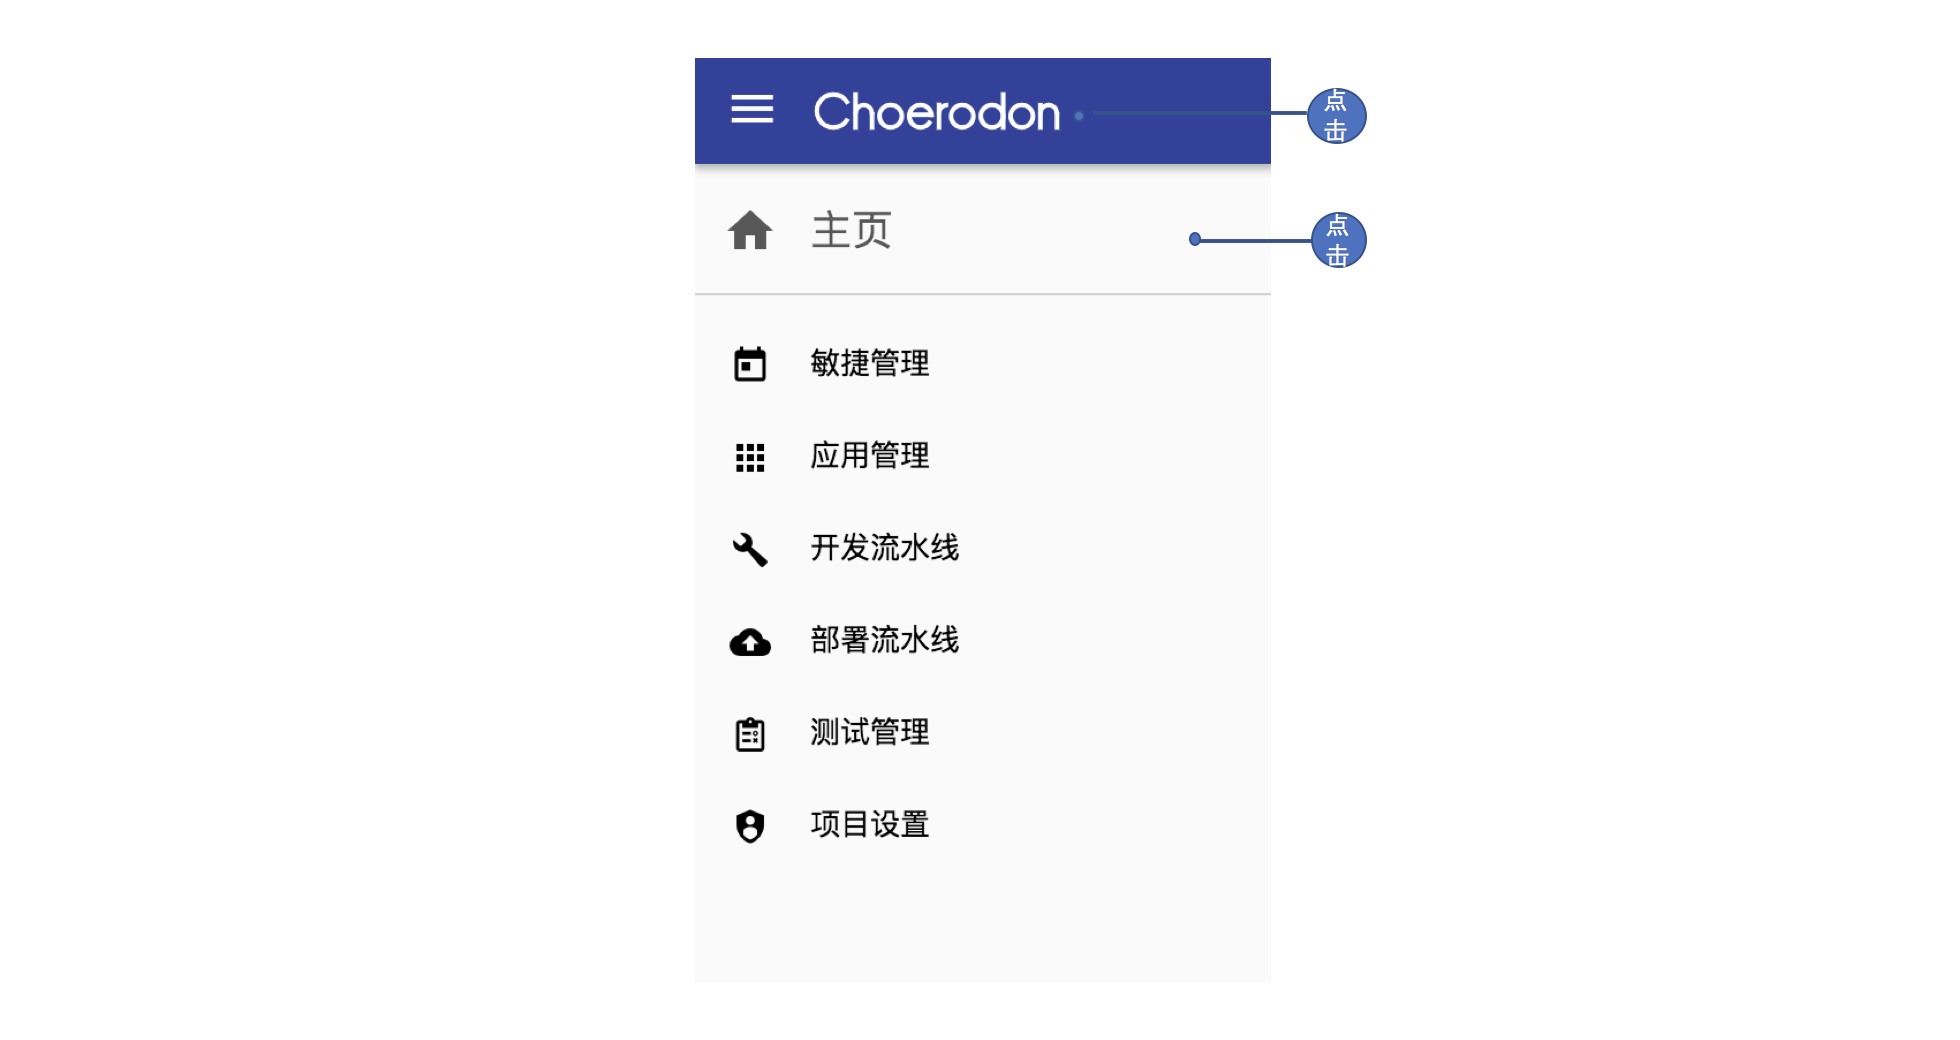 Choerodon
点
击
主页
点
击
敏捷管理
应用管理
开发流水线
部署流水线
测试管理
项目设置